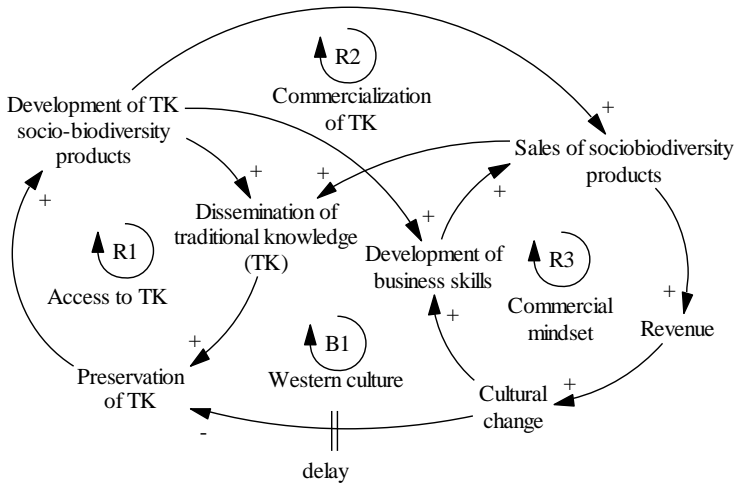 R2
Commercialization
of TK
Development of TK
socio-biodiversity
products
+
Sales of sociobiodiversity
products
+
+
+
+
+
Dissemination of
traditional knowledge
(TK)
Development of
business skills
R1
Access to TK
R3
Commercial
mindset
+
Revenue
+
+
B1
Western culture
Preservation
of TK
+
Cultural
change
-
delay